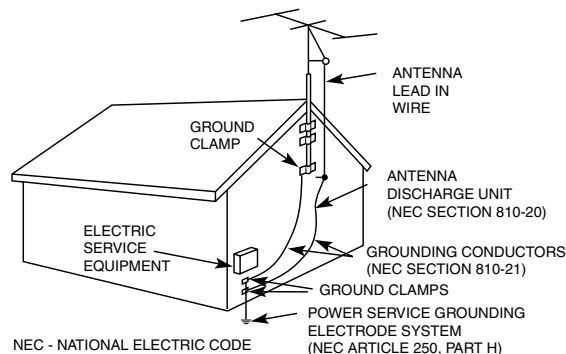 ANTENNA
LEAD IN
WIRE
GROUND
CLAMP
ANTENNA
DISCHARGE UNIT
(NEC SECTION 810-20)
ELECTRIC
SERVICE
EQUIPMENT
GROUNDING CONDUCTORS
(NEC SECTION 810-21)
GROUND CLAMPS
POWER SERVICE GROUNDING
ELECTRODE SYSTEM
(NEC ARTICLE 250, PART H)
NEC - NATIONAL ELECTRIC CODE